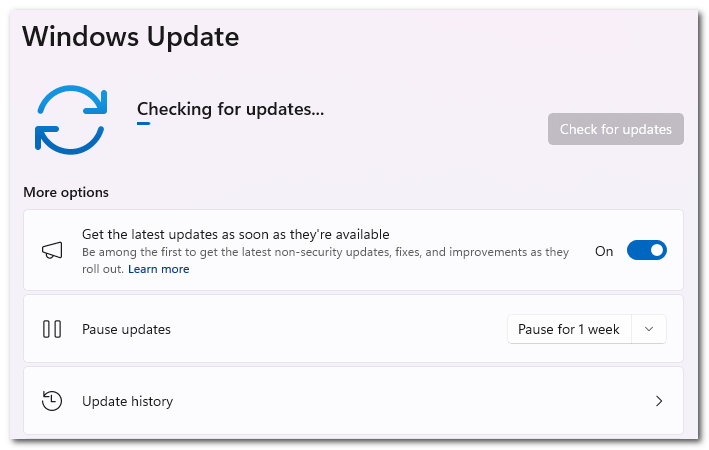 Windows Update
Checking for updates...
Check for updates
More options
Get the latest updates as soon as they're available
Be among the first to get the latest non-security updates, fixes, and improvements as they
roll out. Learn more
On
Pause updates
Pause for 1 week
Update history